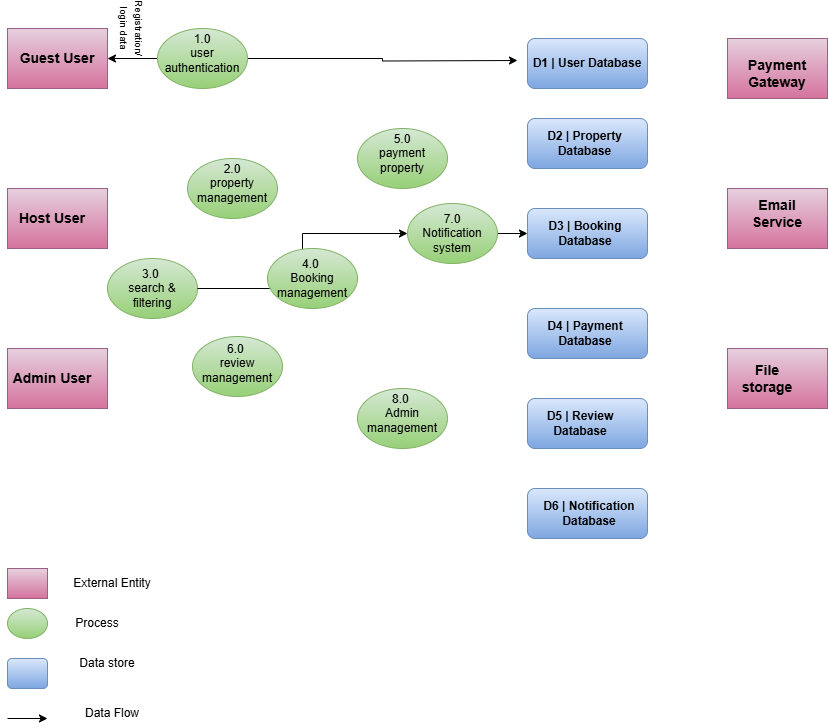 Registration/
login data
Guest User
1.0
user
authentication
D1 | User Database
Payment
Gateway
D2 | Property
Database
5.0
payment
property
2.0
property
management
Host User
7.0
Notification
system
D3 | Booking
Database
Email
Service
3.0
search &
filtering
4.0
Booking
management
D4 | Payment
Database
Admin User
6.0
review
management
File
storage
8.0
Admin
management
D5 | Review
Database
D6 | Notification
Database
External Entity
Process
Data store
Data Flow